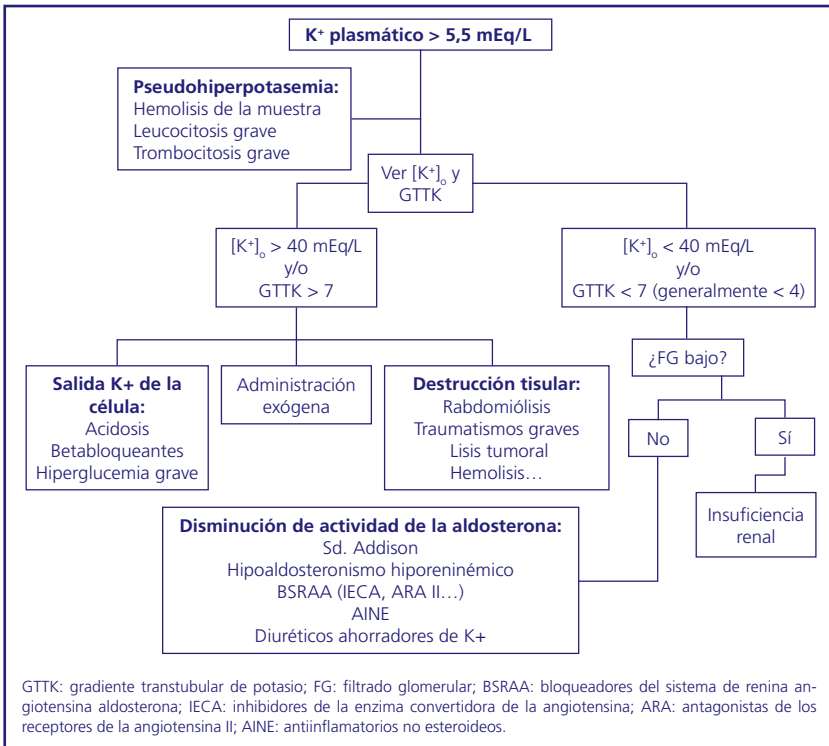 K+ plasmático > 5,5 mEq/L
Pseudohiperpotasemia:
Hemolisis de la muestra
Leucocitosis grave
Trombocitosis grave
Ver [K+]o y
GTTK
[K+]o > 40 mEq/L
y/o
GTTK > 7
[K+]o < 40 mEq/L
y/o
GTTK < 7 (generalmente < 4)
Salida K+ de la
célula:
Acidosis
Betabloqueantes
Hiperglucemia grave
Administración
exógena
Destrucción tisular:
Rabdomiólisis
Traumatismos graves
Lisis tumoral
Hemolisis…
¿FG bajo?
No
Sí
Insuficiencia
renal
Disminución de actividad de la aldosterona:
Sd. Addison
Hipoaldosteronismo hiporeninémico
BSRAA (IECA, ARA II…)
AINE
Diuréticos ahorradores de K+
GTTK: gradiente transtubular de potasio; FG: filtrado glomerular; BSRAA: bloqueadores del sistema de renina an-
giotensina aldosterona; IECA: inhibidores de la enzima convertidora de la angiotensina; ARA: antagonistas de los
receptores de la angiotensina II; AINE: antiinflamatorios no esteroideos.